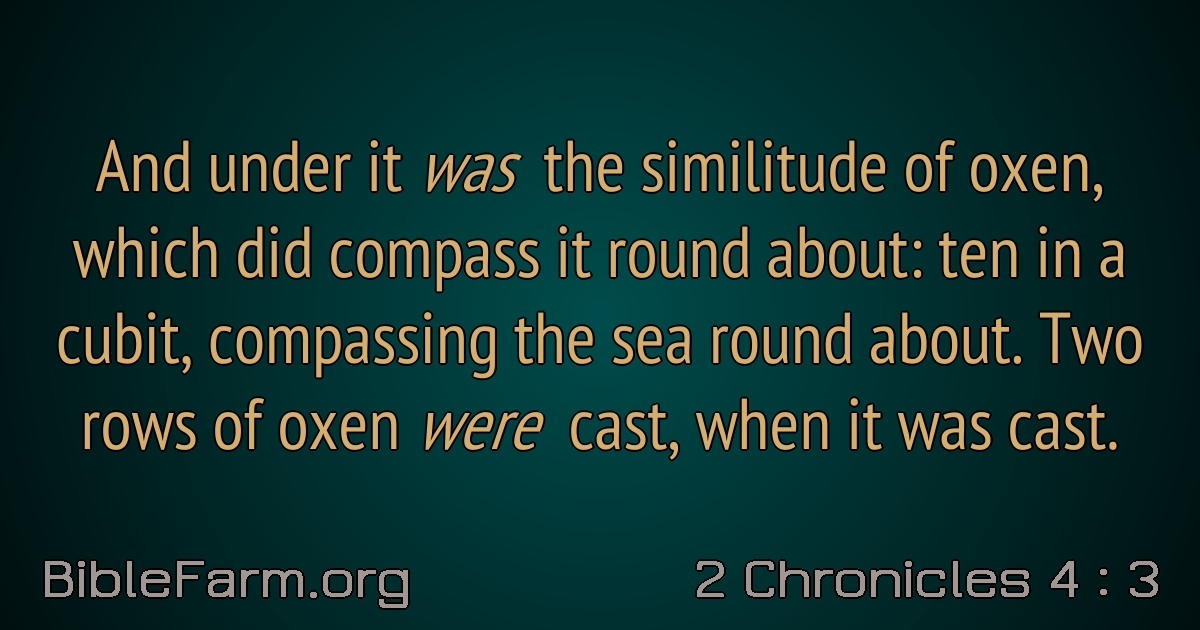 And under it was the similitude of oxen,
which did compass it round about: ten in a
cubit, compassing the sea round about. Two
rows of oxen were cast, when it was cast.
BibleFarm.org
2 Chronicles 4 : 3